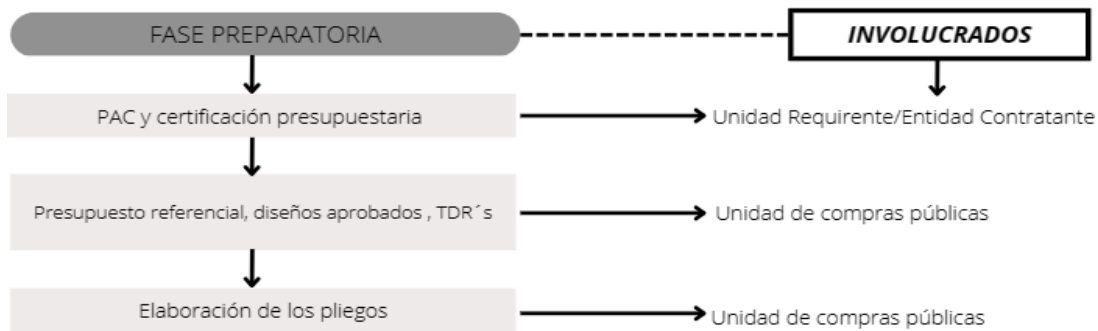 FASE PREPARATORIA
INVOLUCRADOS
PAC y certificación presupuestaria
Unidad Requirente/Entidad Contratante
Presupuesto referencial, diseños aprobados , TDR´s
Unidad de compras públicas
Elaboración de los pliegos
Unidad de compras públicas